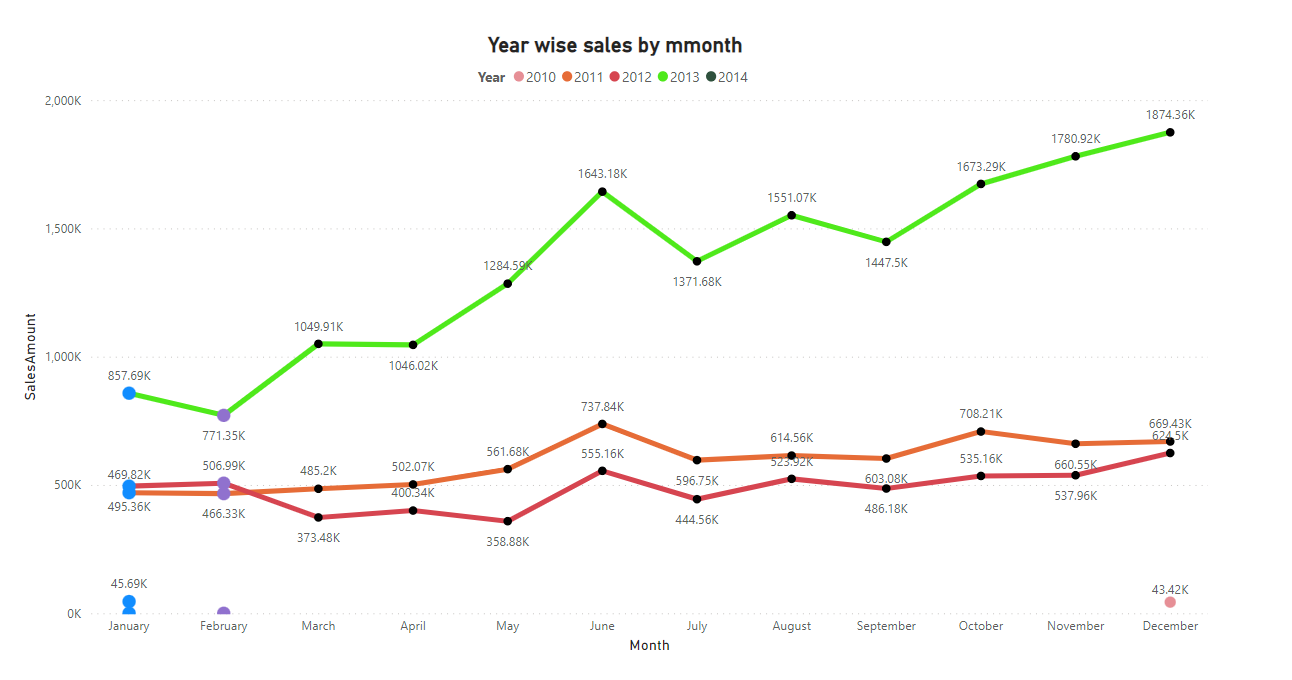 Year wise sales by mmonth
Year 2010 2011 2012 2013 2014
2,000K
1874.36K
1780.92K
1673.29K
1643.18K
1551.07K
1,500K
1284.59K
1447.5K
1371.68K
1049.91K
1,000K
1046.02K
857.69K
771.35K
737.84K
708.21K
669.43K
624.5K
614.56K
561.68K
555.16K
535.16K
523.92K
506.99K
502.07K
485.2K
469.82K
500K
400.34K
596.75K
603.08K
660.55K
495.36K
466.33K
444.56K
486.18K
537.96K
373.48K
358.88K
45.69K
43.42K
0K
January February March April May June July August September October November December
Month
SalesAmount